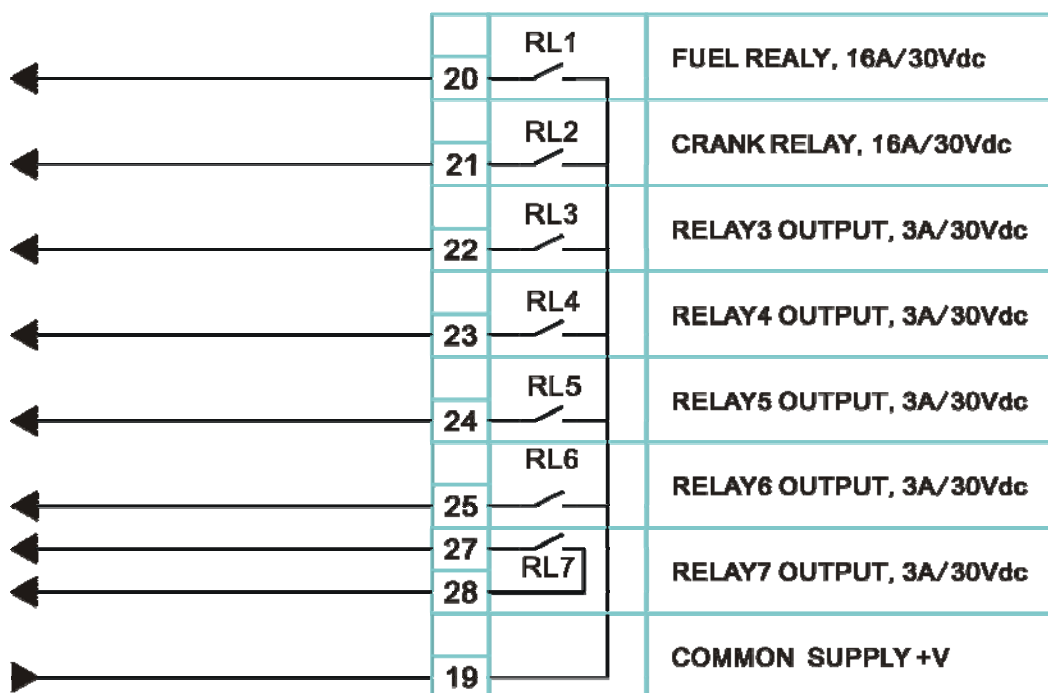 RL1
FUEL REALY, 16A/30Vdc
20
RL2
CRANK RELAY, 16A/30Vdc
21
RL3
RELAY3 OUTPUT, 3A/30Vdc
22
RL4
RELAY4 OUTPUT, 3A/30Vdc
23
RL5
RELAY5 OUTPUT, 3A/30Vdc
24
RL6
RELAY6 OUTPUT, 3A/30Vdc
25
27
RL7
RELAY7 OUTPUT, 3A/30Vdc
28
COMMON SUPPLY +V
19